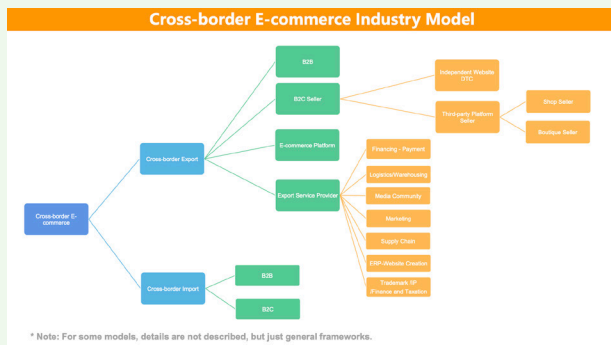 Cross-border E-commerce Industry Model
B2B
Independent Website
DTC
B2C Seller
Third-party Platform
Seller
Shop Seller
Boutique Seller
E-commerce Platform
Cross-border Export
Financing - Payment
Logistics/Warehousing
Export Service Provider
Media Community
Marketing
Supply Chain
ERP-Website Creation
Trademark RP
/Finance and Taxation
Cross-border E-
commerce
B2B
Cross-border Import
B2C
* Note: For some models, details are not described, but just general frameworks.